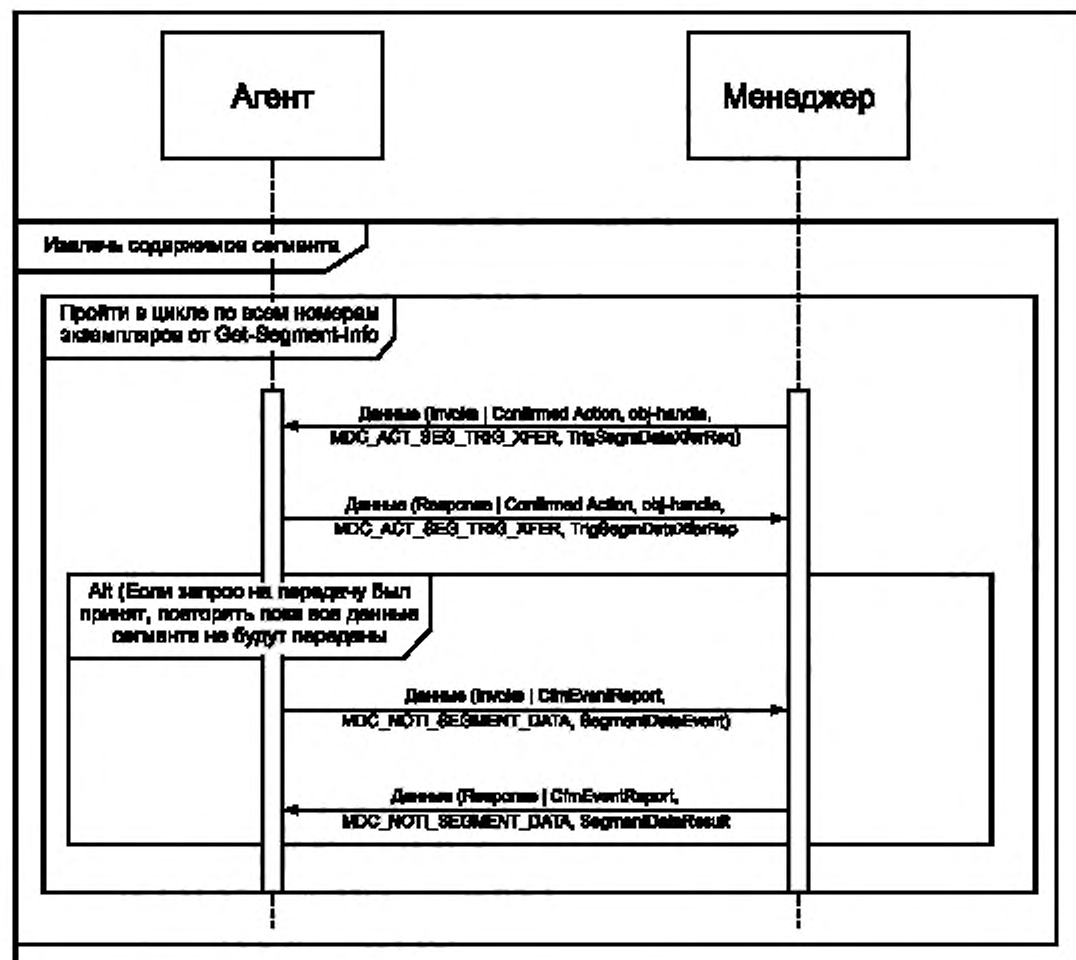 Агент
Менеджер
Извлечь содержимое сегмента
Пройти в цикле по всем номерам
экземпляров от Get-Segment-Info
Данные (Invoke | Confirmed Action, obj-handle,
MDC_ACT_SEG_TRIG_XFER, TrigSegmDataXferReq)
Данные (Response | Confirmed Action, obj-handle,
MDC_ACT_SEG_TRIG_XFER, TrigSegmDataXferRsp
Alt (Если запрос на передачу был
принят, повторять пока все данные
сегмента не будут переданы
Данные (Invoke | CfmEventReport,
MDC_NOTI_SEGMENT_DATA, SegmentDataEvent)
Данные (Response | CfmEventReport,
MDC_NOTI_SEGMENT_DATA, SegmentDataResult